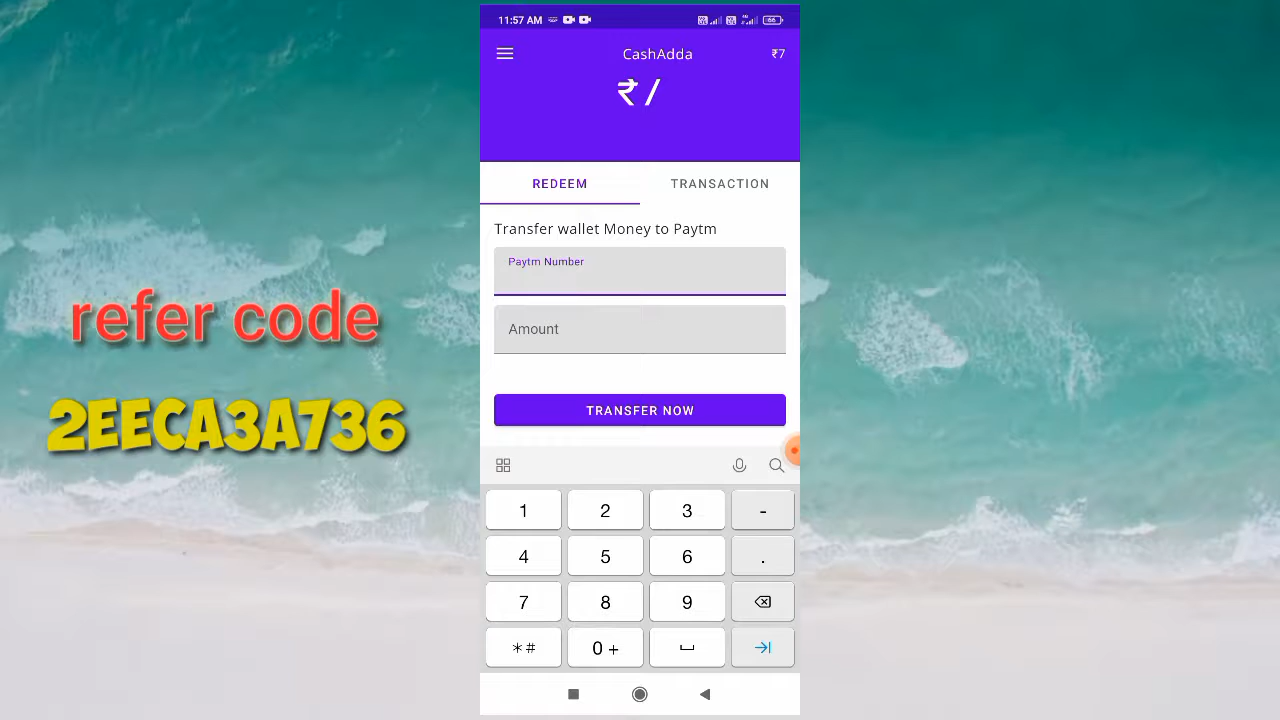 11:57 AM
66
CashAdda
₹7
₹ /
REDEEM
TRANSACTION
Transfer wallet Money to Paytm
Paytm Number
Amount
TRANSFER NOW
refer code
2EECA3A736
1 2 3 -
4 5 6 .
7 8 9
*# 0 +